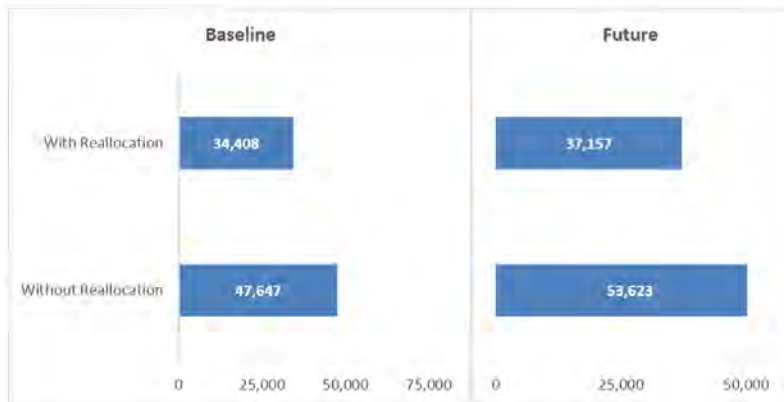 Baseline
Future
With Reallocation
34,408
37,157
Without Reallocation
47,647
53,623
0 25,000 50,000 75,000
0 25,000 50,000